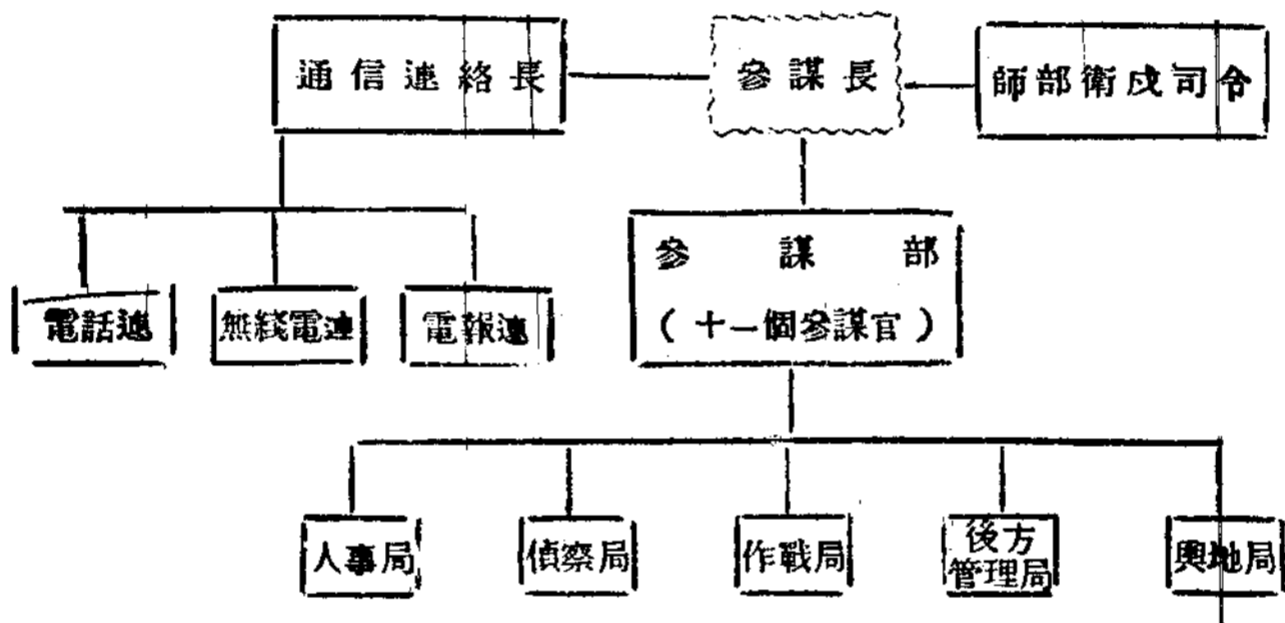 通信連絡長
參謀長
師部衛戍司令
電話連
無綫電連
電報連
參謀部
(十一個參謀官)
人事局
偵察局
作戰局
後方
管理局
輿地局